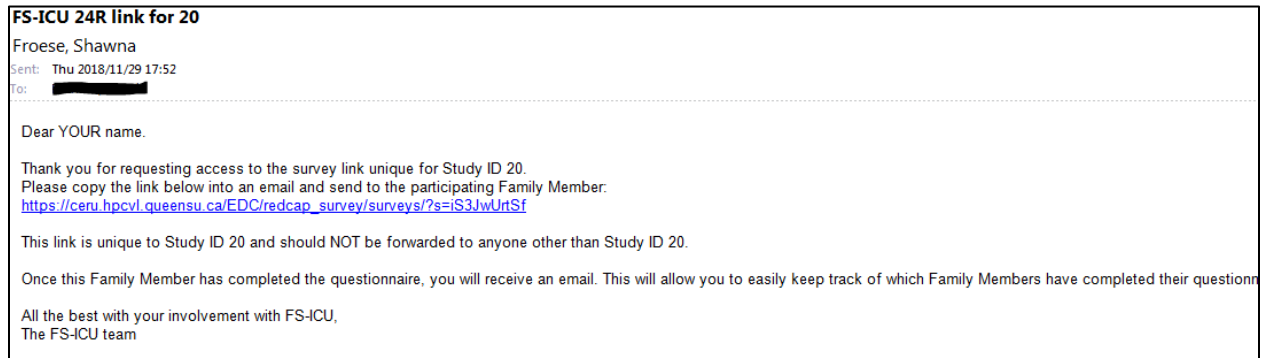 FS-ICU 24R link for 20
Froese, Shawna
Sent: Thu 2018/11/29 17:52
To:
Dear YOUR name.
Thank you for requesting access to the survey link unique for Study ID 20.
Please copy the link below into an email and send to the participating Family Member:
https://ceru.hpcvl.queensu.ca/EDC/redcap_survey/surveys/?s=iS3JwUrtSf
This link is unique to Study ID 20 and should NOT be forwarded to anyone other than Study ID 20.
Once this Family Member has completed the questionnaire, you will receive an email. This will allow you to easily keep track of which Family Members have completed their questionn
All the best with your involvement with FS-ICU,
The FS-ICU team